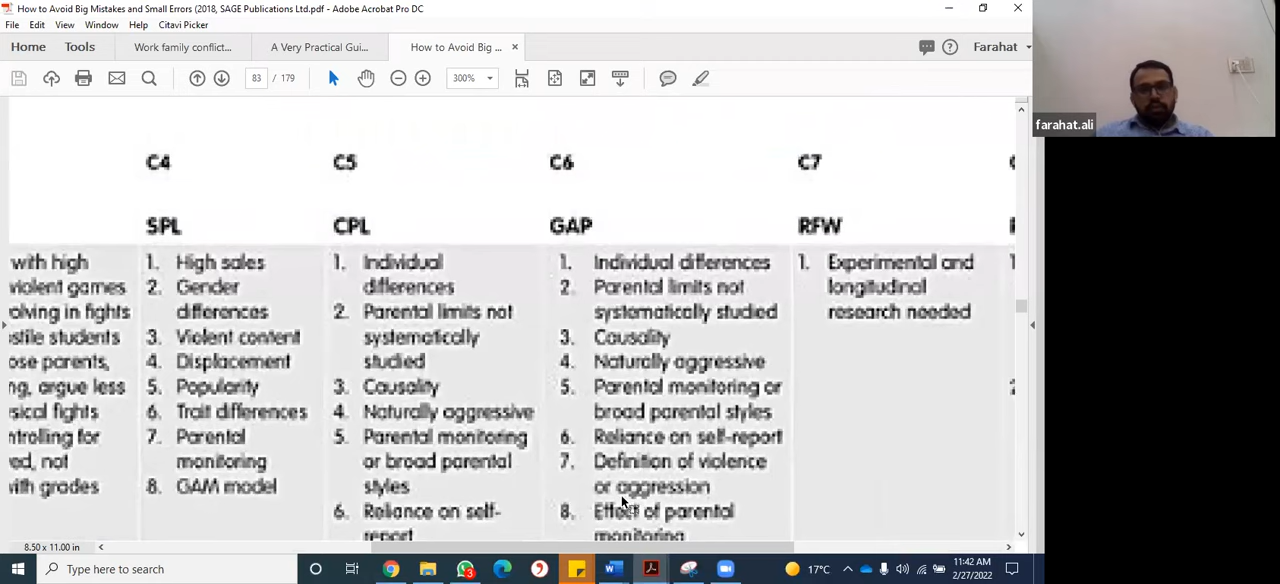 How to Avoid Big Mistakes and Small Errors (2018, SAGE Publications Ltd.pdf - Adobe Acrobat Pro DC
File Edit View Window Help Citavi Picker
Home Tools Work family conflict... A Very Practical Gui... How to Avoid Big ... × Farahat
83 / 179 300%
farahat.ali
C4 C5 C6 C7
SPL CPL GAP RFW
with high
violent games
olving in fights
stile students
ose parents,
ng, argue less
sical fights
ntrolling for
ed, not
with grades
1. High sales
2. Gender
differences
3. Violent content
4. Displacement
5. Popularity
6. Trait differences
7. Parental
monitoring
8. GAM model
1. Individual
differences
2. Parental limits not
systematically
studied
3. Causality
4. Naturally aggressive
5. Parental monitoring
or broad parental
styles
6. Reliance on self-
report
1. Individual differences
2. Parental limits not
systematically studied
3. Causality
4. Naturally aggressive
5. Parental monitoring or
broad parental styles
6. Reliance on self-report
7. Definition of violence
or aggression
8. Effect of parental
monitoring
1. Experimental and
longitudinal
research needed
8.50 x 11.00 in
Type here to search
3
17°C
11:42 AM
2/27/2022